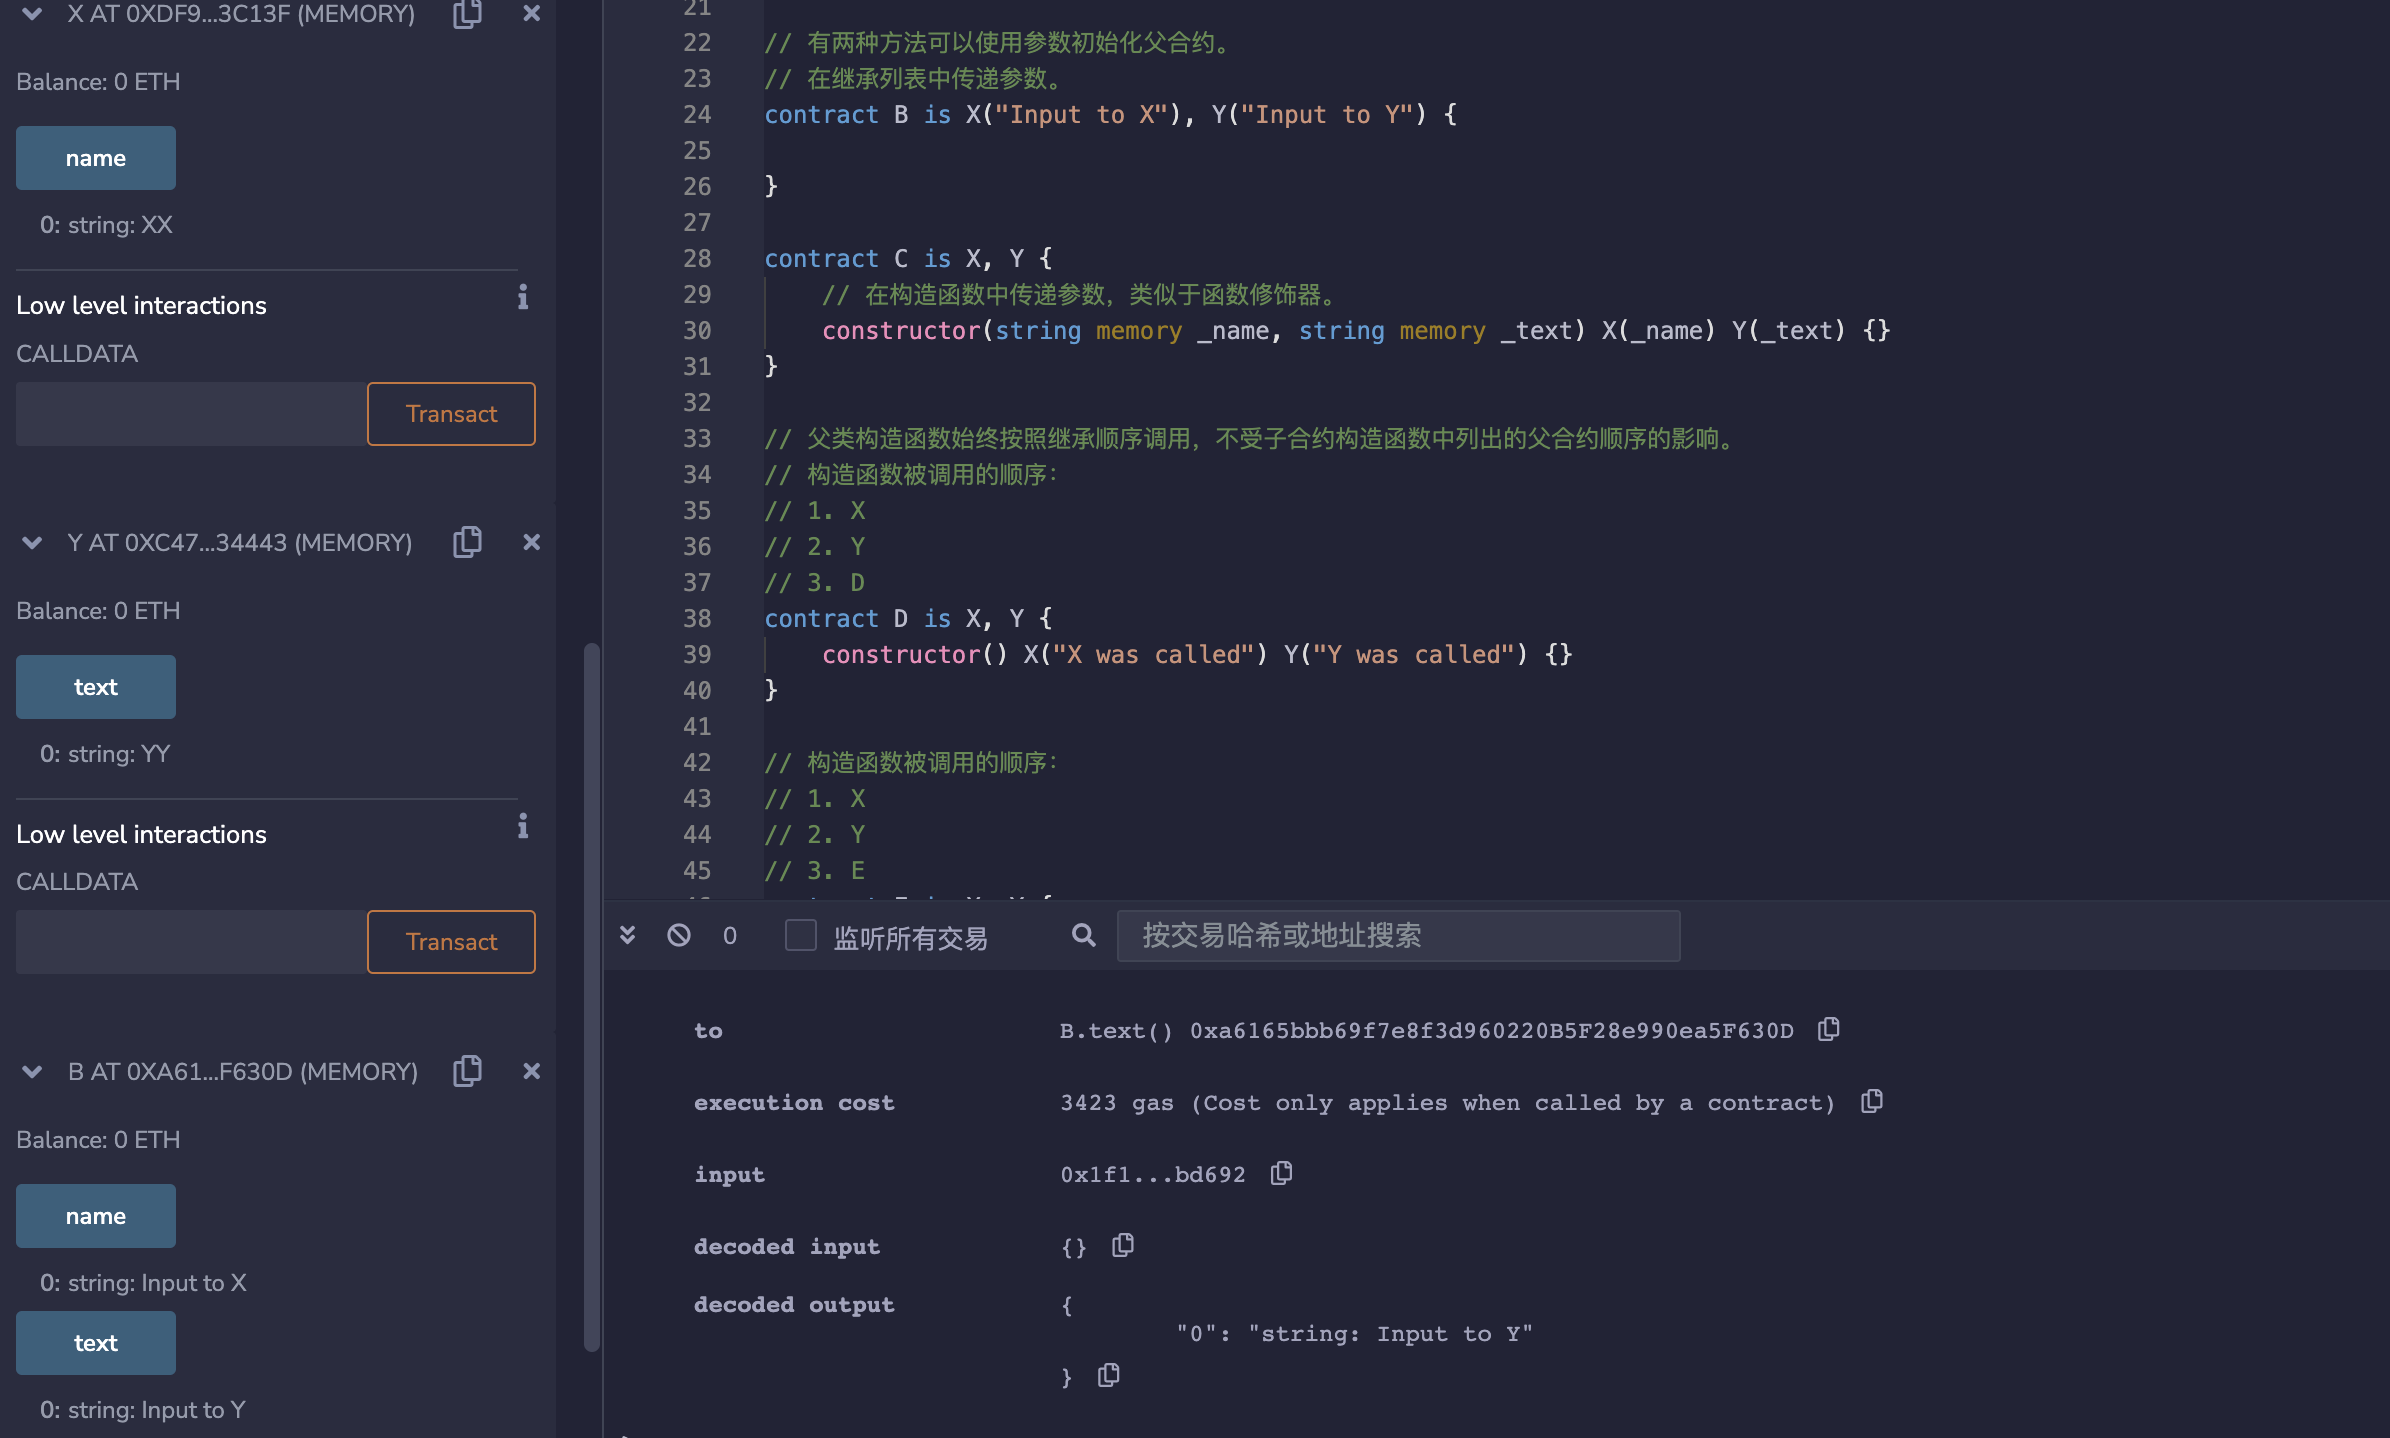 X AT 0XDF9...3C13F (MEMORY)
Balance: 0 ETH
name
0: string: XX
Low level interactions
CALLDATA
Transact
Y AT 0XC47...34443 (MEMORY)
Balance: 0 ETH
text
0: string: YY
Low level interactions
CALLDATA
Transact
B AT 0XA61...F630D (MEMORY)
Balance: 0 ETH
name
0: string: Input to X
text
0: string: Input to Y
21
22 // 有两种方法可以使用参数初始化父合约。
23 // 在继承列表中传递参数。
24 contract B is X("Input to X"), Y("Input to Y") {
25
26 }
27
28 contract C is X, Y {
29 // 在构造函数中传递参数，类似于函数修饰器。
30 constructor(string memory _name, string memory _text) X(_name) Y(_text) {}
31 }
32
33 // 父类构造函数始终按照继承顺序调用，不受子合约构造函数中列出的父合约顺序的影响。
34 // 构造函数被调用的顺序：
35 // 1. X
36 // 2. Y
37 // 3. D
38 contract D is X, Y {
39 constructor() X("X was called") Y("Y was called") {}
40 }
41
42 // 构造函数被调用的顺序：
43 // 1. X
44 // 2. Y
45 // 3. E
0 监听所有交易 按交易哈希或地址搜索
to B.text() 0xa6165bbb69f7e8f3d960220B5F28e990ea5F630D
execution cost 3423 gas (Cost only applies when called by a contract)
input 0x1f1...bd692
decoded input {}
decoded output {
"0": "string: Input to Y"
}